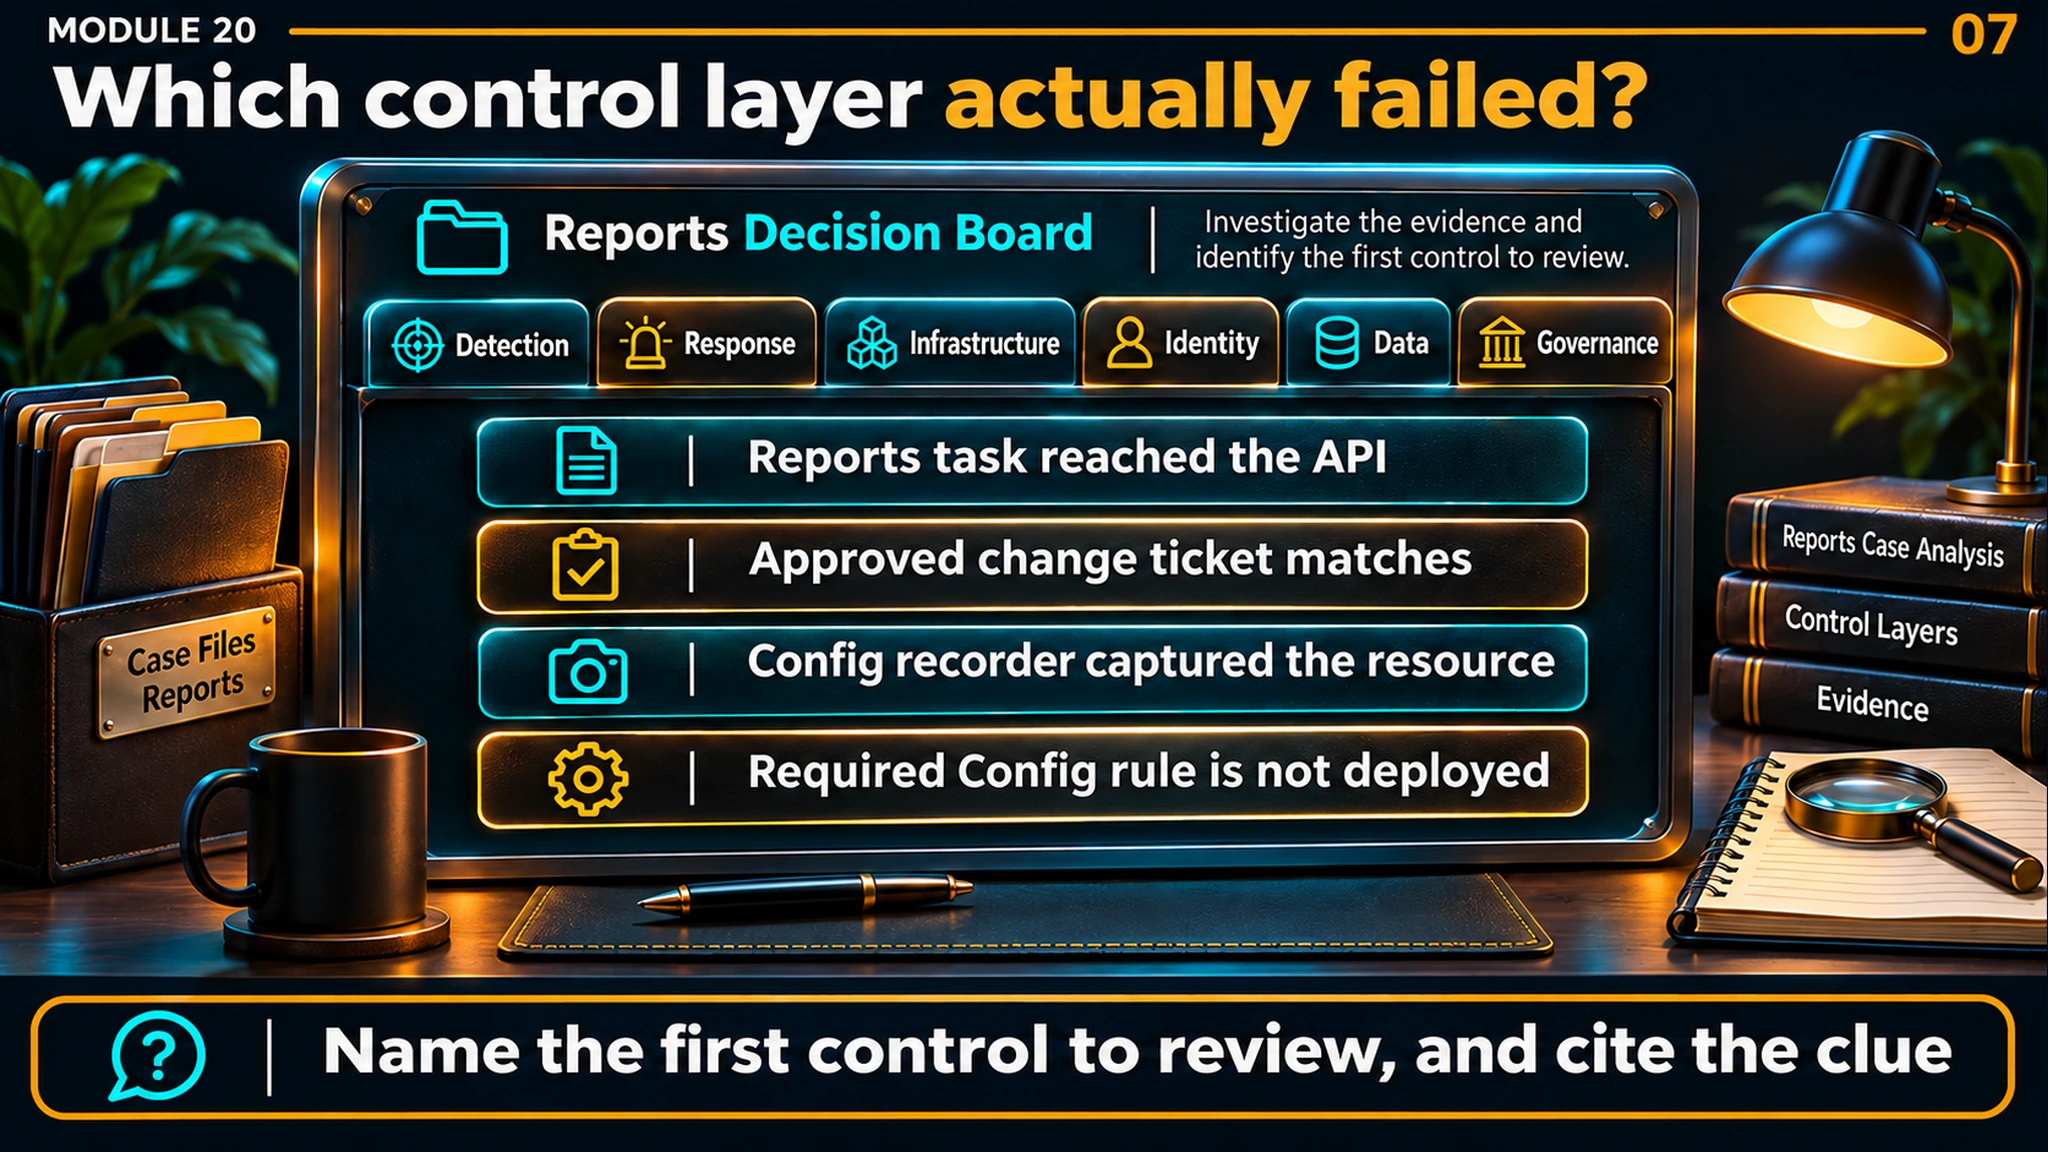 MODULE 20
07
Which control layer actually failed?
Reports Decision Board
Investigate the evidence and
identify the first control to review.
Detection
Response
Infrastructure
Identity
Data
Governance
Reports task reached the API
Approved change ticket matches
Config recorder captured the resource
Required Config rule is not deployed
Case Files
Reports
Reports Case Analysis
Control Layers
Evidence
Name the first control to review, and cite the clue